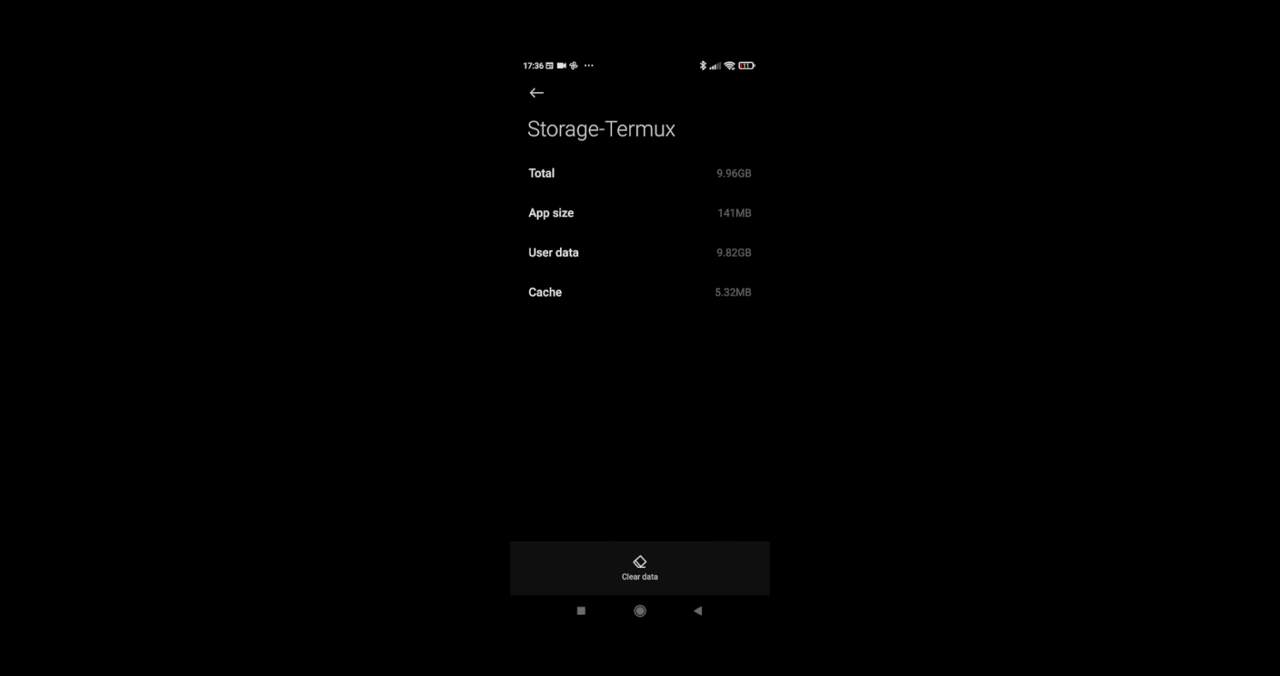 17:36
Storage-Termux
Total 9.96GB
App size 141MB
User data 9.82GB
Cache 5.32MB
Clear data